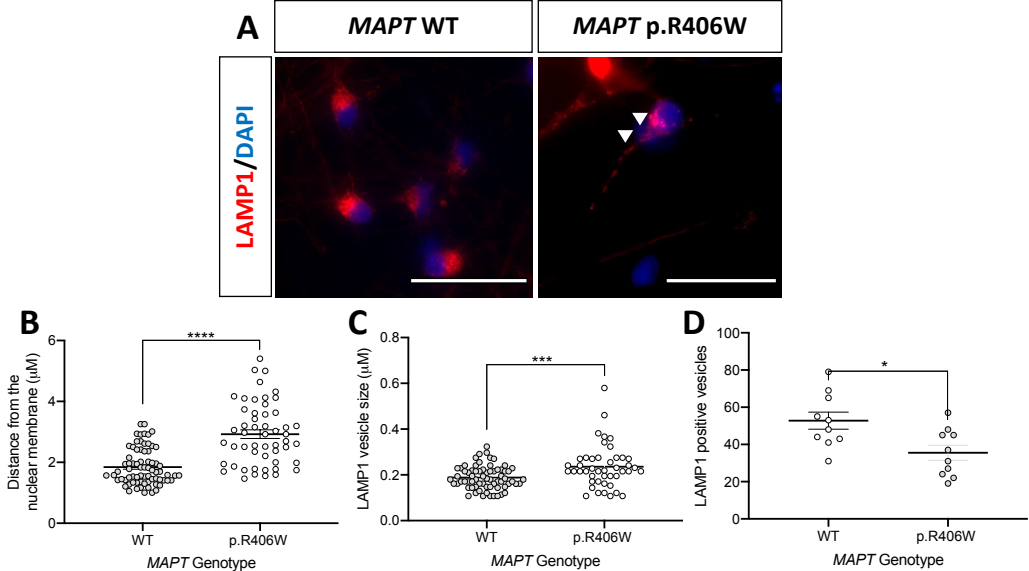 A
MAPT WT
MAPT p.R406W
LAMP1/DAPI
B
Distance from the
nuclear membrane (μM)
6
4
2
0
****
WT
p.R406W
MAPT Genotype
C
LAMP1 vesicle size (μM)
0.8
0.6
0.4
0.2
0.0
***
WT
p.R406W
MAPT Genotype
D
LAMP1 positive vesicles
100
80
60
40
20
0
*
WT
p.R406W
MAPT Genotype